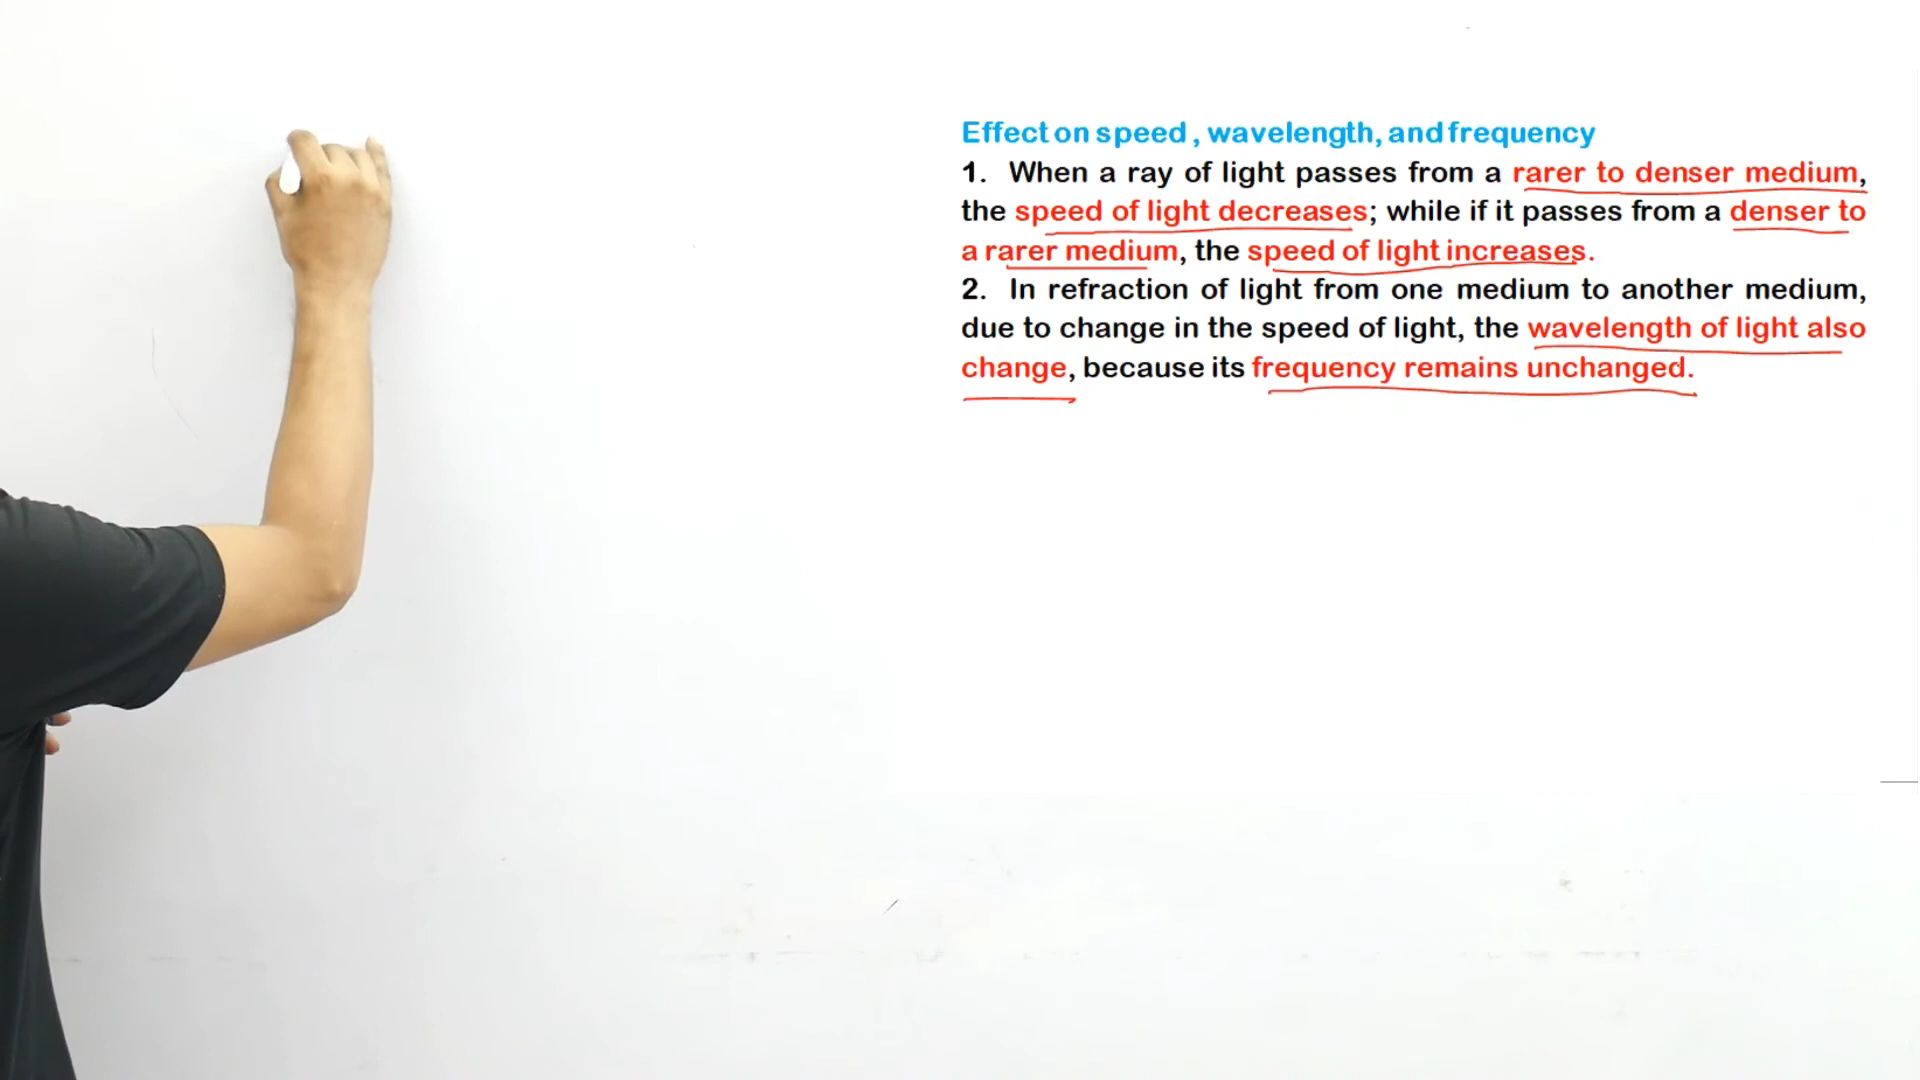 Effect on speed , wavelength, and frequency
1. When a ray of light passes from a rarer to denser medium,
the speed of light decreases; while if it passes from a denser to
a rarer medium, the speed of light increases.
2. In refraction of light from one medium to another medium,
due to change in the speed of light, the wavelength of light also
change, because its frequency remains unchanged.